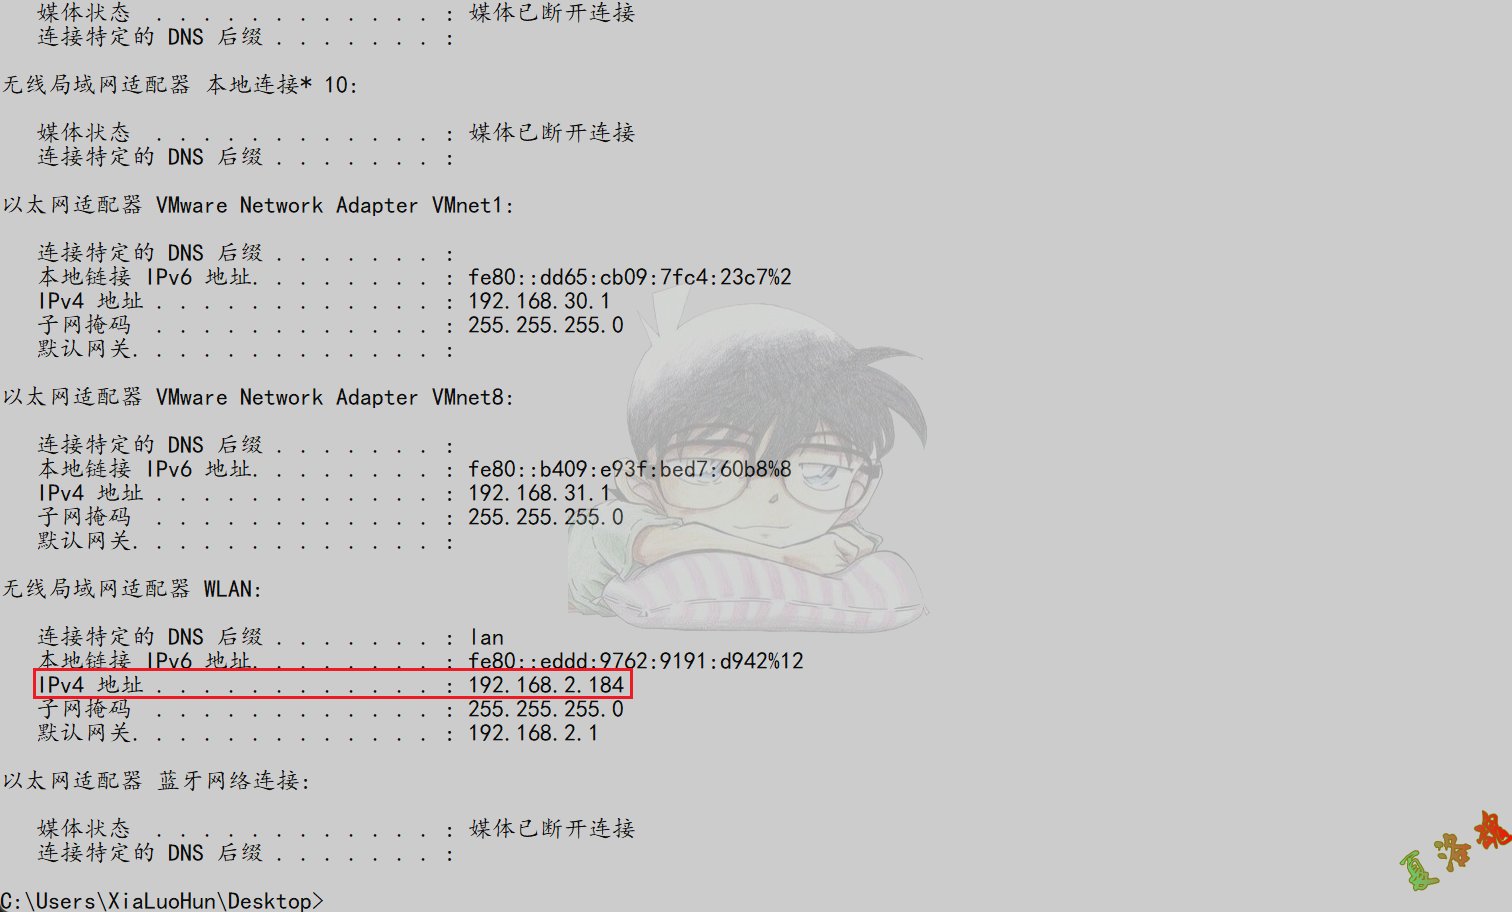 媒体状态  . . . . . . . . . . . . : 媒体已断开连接
连接特定的 DNS 后缀 . . . . . . . :
无线局域网适配器 本地连接* 10:
媒体状态  . . . . . . . . . . . . : 媒体已断开连接
连接特定的 DNS 后缀 . . . . . . . :
以太网适配器 VMware Network Adapter VMnet1:
连接特定的 DNS 后缀 . . . . . . . :
本地链接 IPv6 地址. . . . . . . . : fe80::dd65:cb09:7fc4:23c7%2
IPv4 地址 . . . . . . . . . . . . : 192.168.30.1
子网掩码  . . . . . . . . . . . . : 255.255.255.0
默认网关. . . . . . . . . . . . . :
以太网适配器 VMware Network Adapter VMnet8:
连接特定的 DNS 后缀 . . . . . . . :
本地链接 IPv6 地址. . . . . . . . : fe80::b409:e93f:bed7:60b8%8
IPv4 地址 . . . . . . . . . . . . : 192.168.31.1
子网掩码  . . . . . . . . . . . . : 255.255.255.0
默认网关. . . . . . . . . . . . . :
无线局域网适配器 WLAN:
连接特定的 DNS 后缀 . . . . . . . : lan
本地链接 IPv6 地址. . . . . . . . : fe80::eddd:9762:9191:d942%12
IPv4 地址 . . . . . . . . . . . . : 192.168.2.184
子网掩码  . . . . . . . . . . . . : 255.255.255.0
默认网关. . . . . . . . . . . . . : 192.168.2.1
以太网适配器 蓝牙网络连接:
媒体状态  . . . . . . . . . . . . : 媒体已断开连接
连接特定的 DNS 后缀 . . . . . . . :
C:\Users\XiaLuoHun\Desktop>
夏洛魂